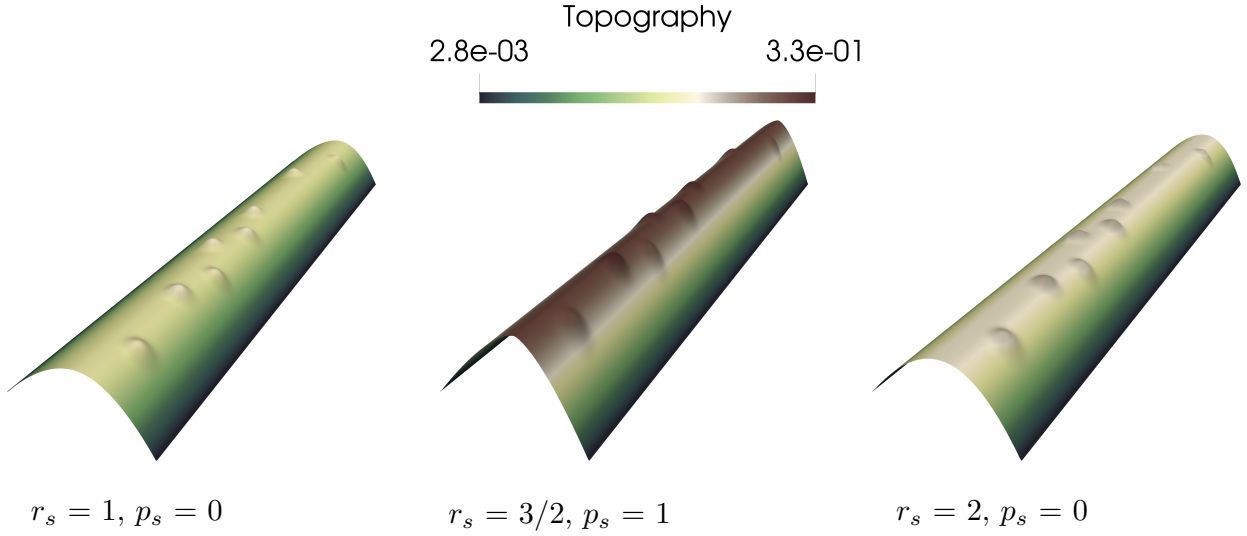 Topography
2.8e-03 3.3e-01
r_s = 1, p_s = 0
r_s = 3/2, p_s = 1
r_s = 2, p_s = 0